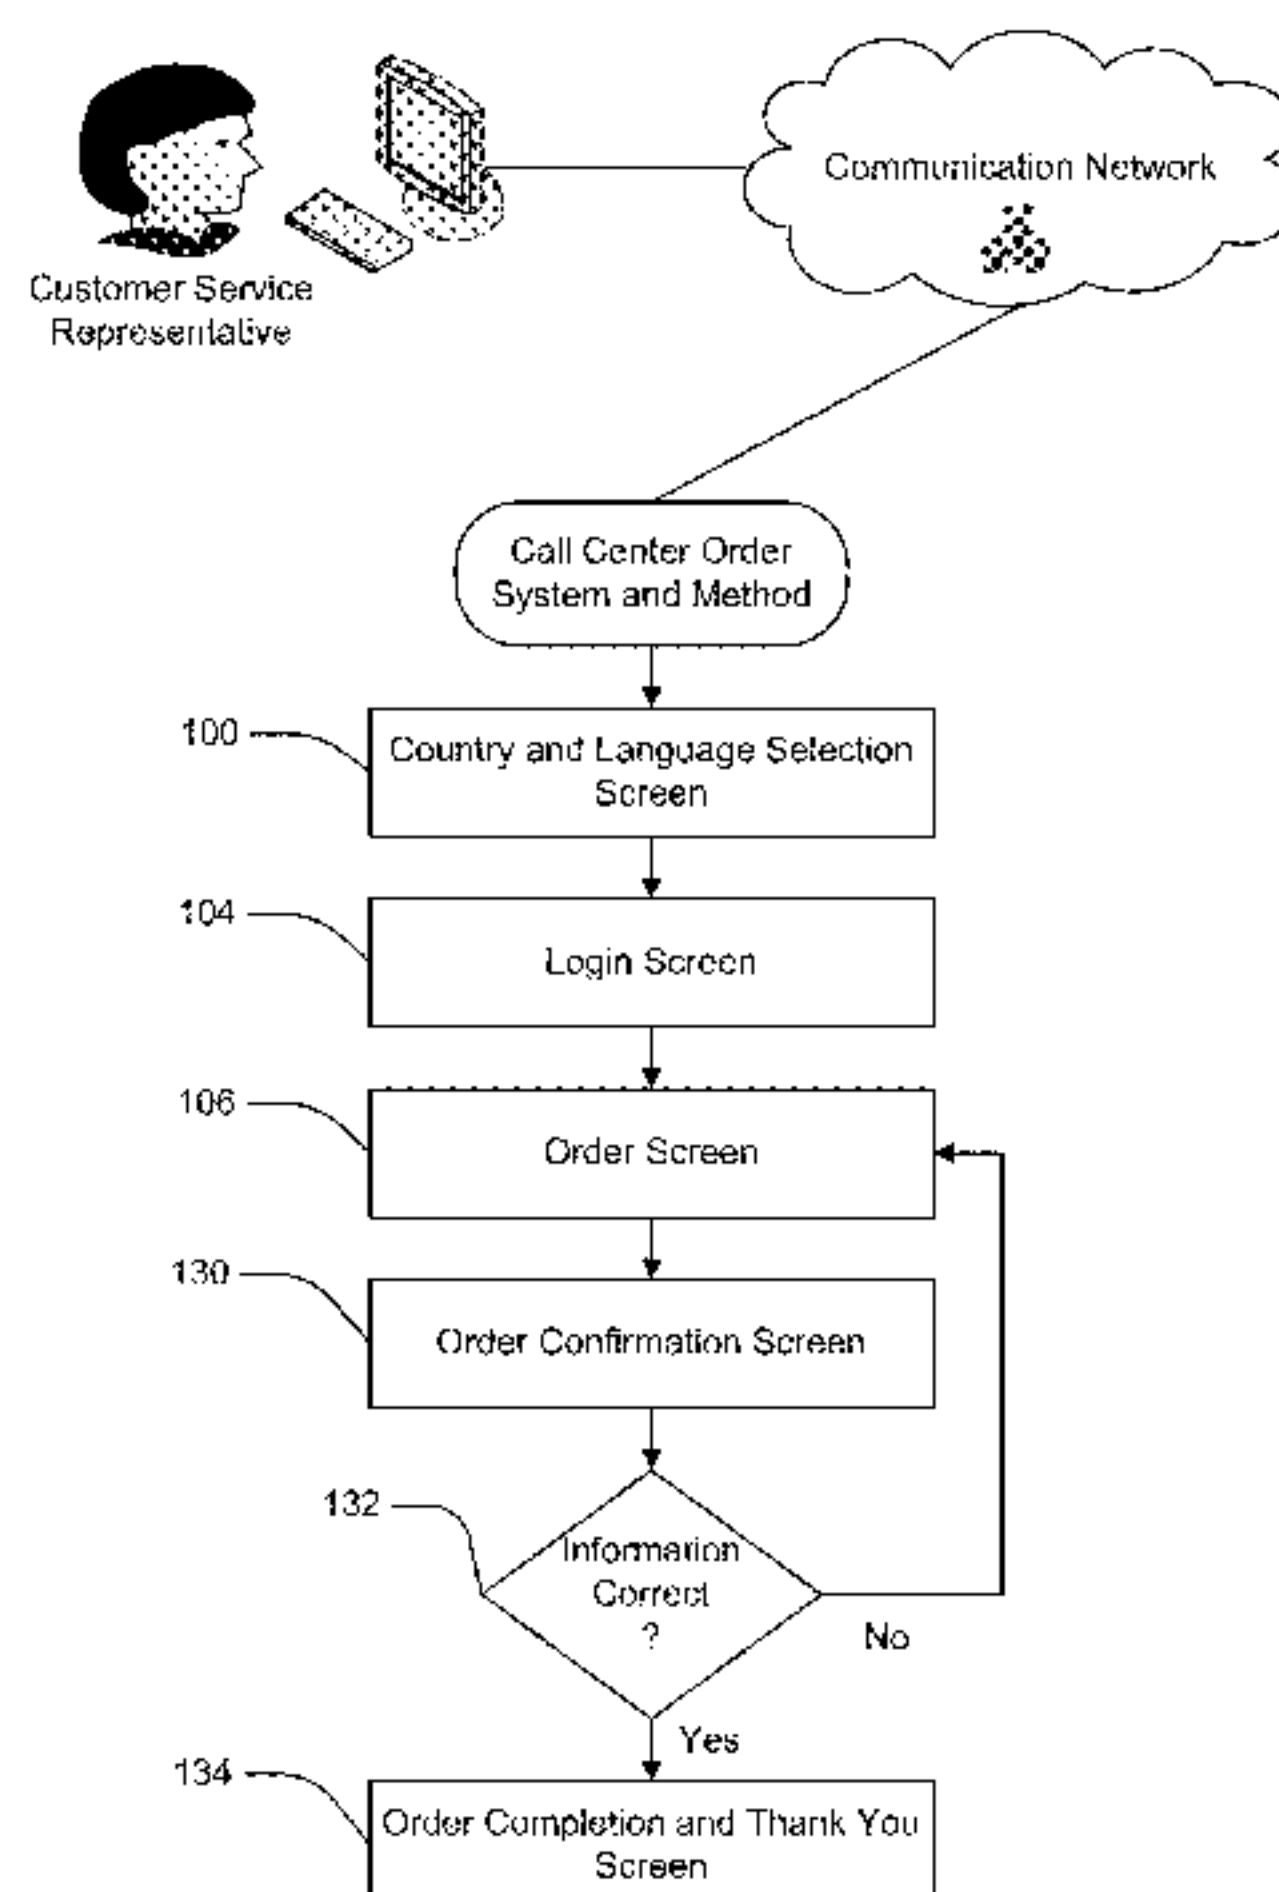 Communication Network
Customer Service
Representative
Call Center Order
System and Method
100
Country and Language Selection
Screen
104
Login Screen
106
Order Screen
130
Order Confirmation Screen
132
Information
Correct
?
No
Yes
134
Order Completion and Thank You
Screen